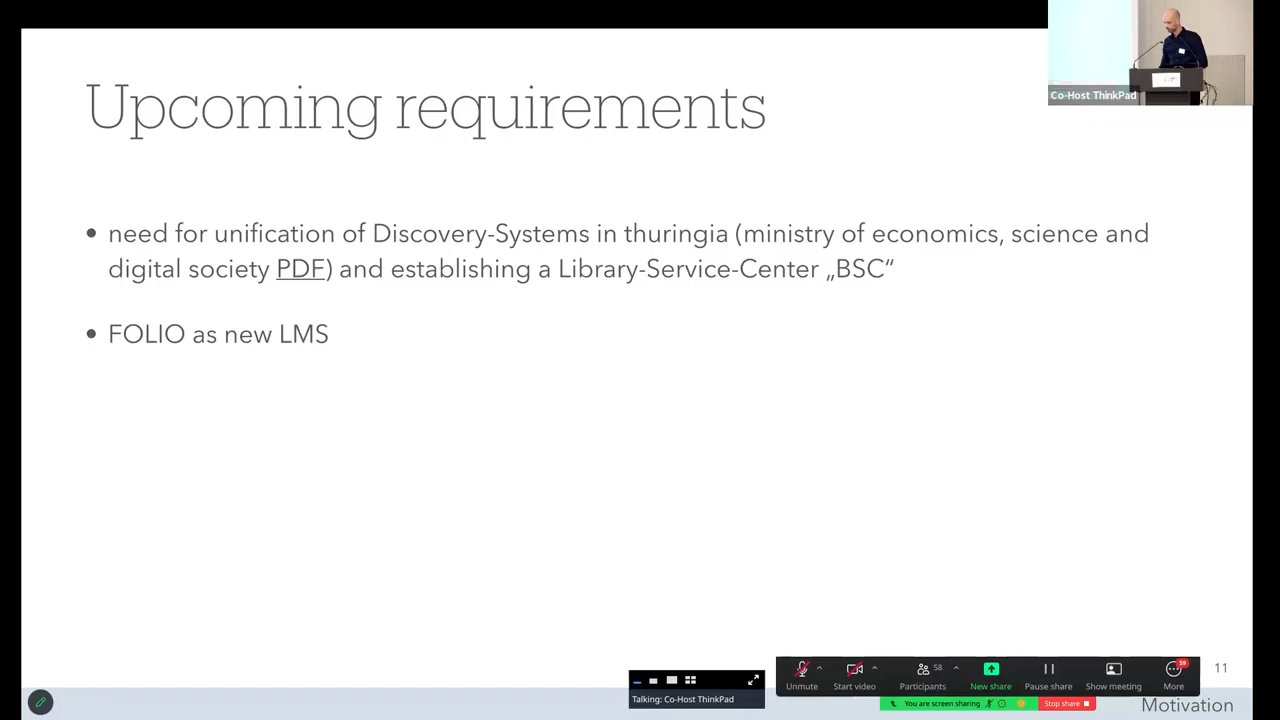 Upcoming requirements
Co-Host ThinkPad
• need for unification of Discovery-Systems in thuringia (ministry of economics, science and
digital society PDF) and establishing a Library-Service-Center „BSC“
• FOLIO as new LMS
Talking: Co-Host ThinkPad
Unmute
Start video
58
Participants
New share
Pause share
Show meeting
59
More
You are screen sharing
Stop share
11
Motivation